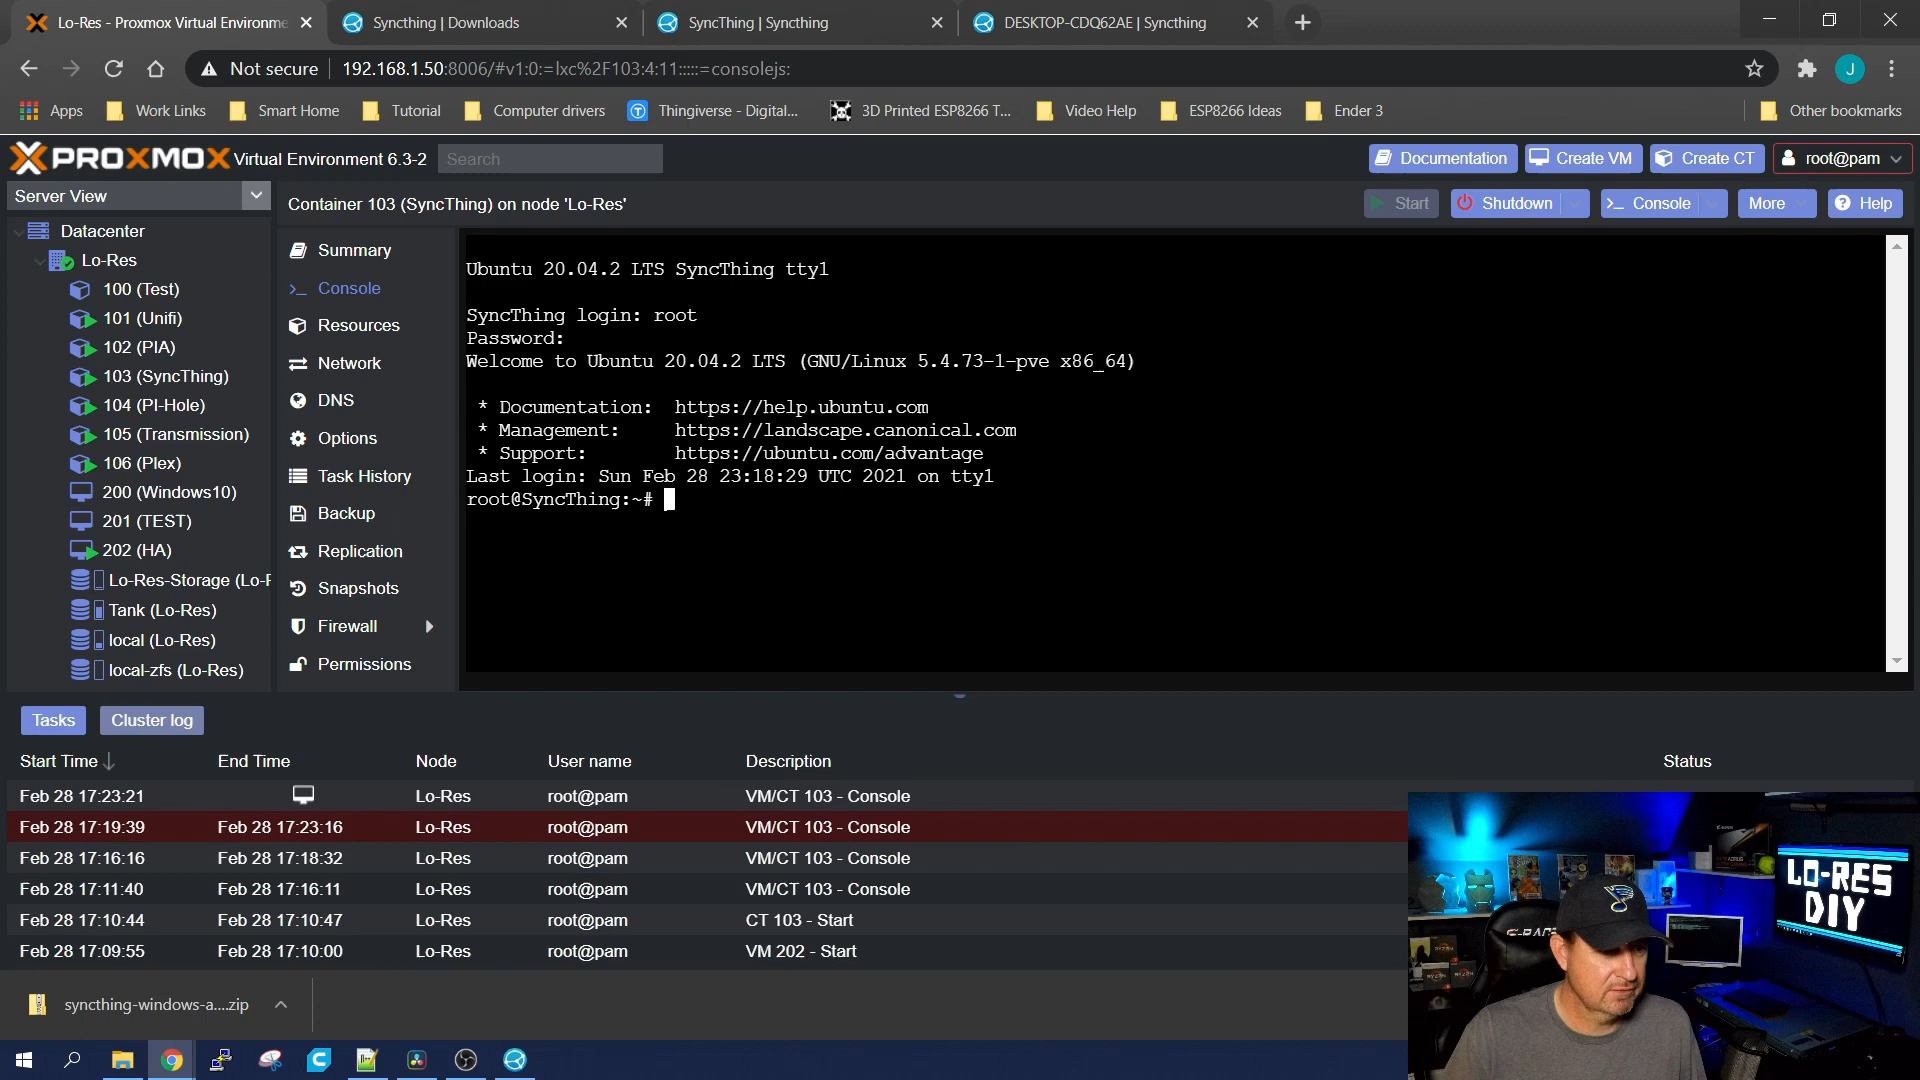 Lo-Res - Proxmox Virtual Environme
Syncthing | Downloads
SyncThing | Syncthing
DESKTOP-CDQ62AE | Syncthing
Not secure
192.168.1.50:8006/#v1:0:=lxc%2F103:4:11:::::=consolejs:
J
Apps
Work Links
Smart Home
Tutorial
Computer drivers
Thingiverse - Digital...
3D Printed ESP8266 T...
Video Help
ESP8266 Ideas
Ender 3
Other bookmarks
PROXMOX Virtual Environment 6.3-2
Search
Documentation
Create VM
Create CT
root@pam
Server View
Container 103 (SyncThing) on node 'Lo-Res'
Start
Shutdown
Console
More
Help
Datacenter
Lo-Res
100 (Test)
101 (Unifi)
102 (PIA)
103 (SyncThing)
104 (PI-Hole)
105 (Transmission)
106 (Plex)
200 (Windows10)
201 (TEST)
202 (HA)
Lo-Res-Storage (Lo-R
Tank (Lo-Res)
local (Lo-Res)
local-zfs (Lo-Res)
Summary
Console
Resources
Network
DNS
Options
Task History
Backup
Replication
Snapshots
Firewall
Permissions
Ubuntu 20.04.2 LTS SyncThing tty1
SyncThing login: root
Password:
Welcome to Ubuntu 20.04.2 LTS (GNU/Linux 5.4.73-1-pve x86_64)
* Documentation: https://help.ubuntu.com
* Management: https://landscape.canonical.com
* Support: https://ubuntu.com/advantage
Last login: Sun Feb 28 23:18:29 UTC 2021 on tty1
root@SyncThing:~#
Tasks
Cluster log
Start Time End Time Node User name Description Status
Feb 28 17:23:21 Lo-Res root@pam VM/CT 103 - Console
Feb 28 17:19:39 Feb 28 17:23:16 Lo-Res root@pam VM/CT 103 - Console
Feb 28 17:16:16 Feb 28 17:18:32 Lo-Res root@pam VM/CT 103 - Console
Feb 28 17:11:40 Feb 28 17:16:11 Lo-Res root@pam VM/CT 103 - Console
Feb 28 17:10:44 Feb 28 17:10:47 Lo-Res root@pam CT 103 - Start
Feb 28 17:09:55 Feb 28 17:10:00 Lo-Res root@pam VM 202 - Start
LO-RES
DIY
syncthing-windows-a....zip